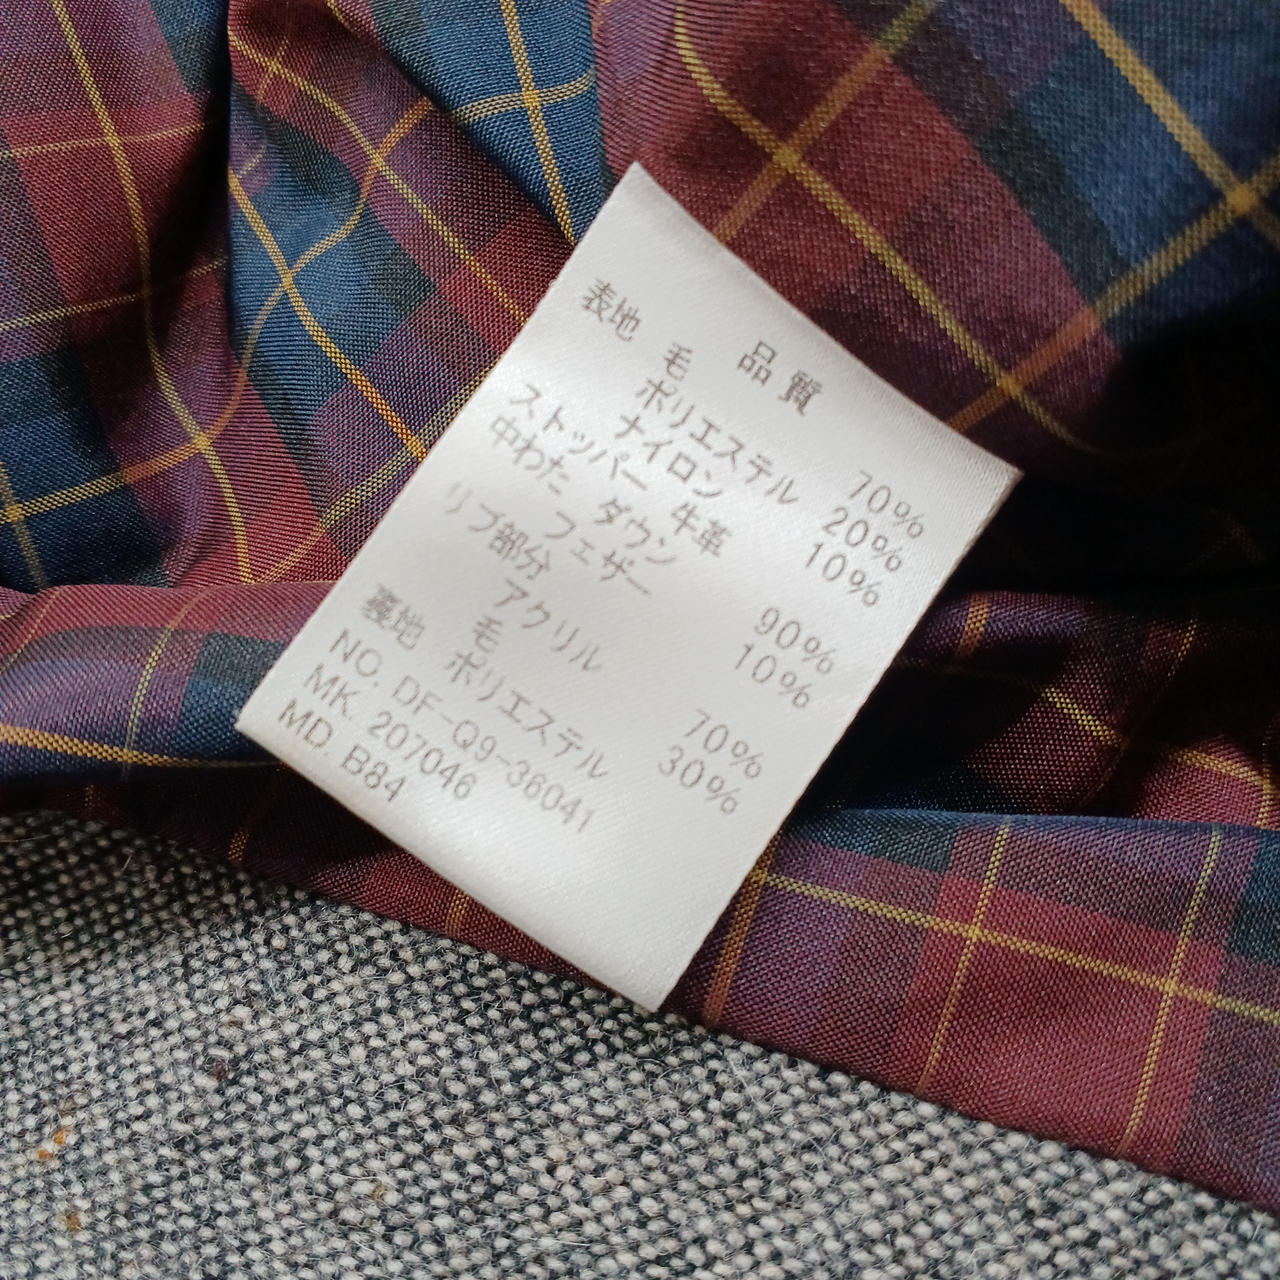 品質
表地 毛 70%
ポリエステル 20%
ナイロン 10%
ストッパー 牛革
中わた ダウン 90%
フェザー 10%
リブ部分
アクリル 70%
毛 30%
裏地 ポリエステル
NO. DF-Q9-36041
MK. 207046
MD. B84